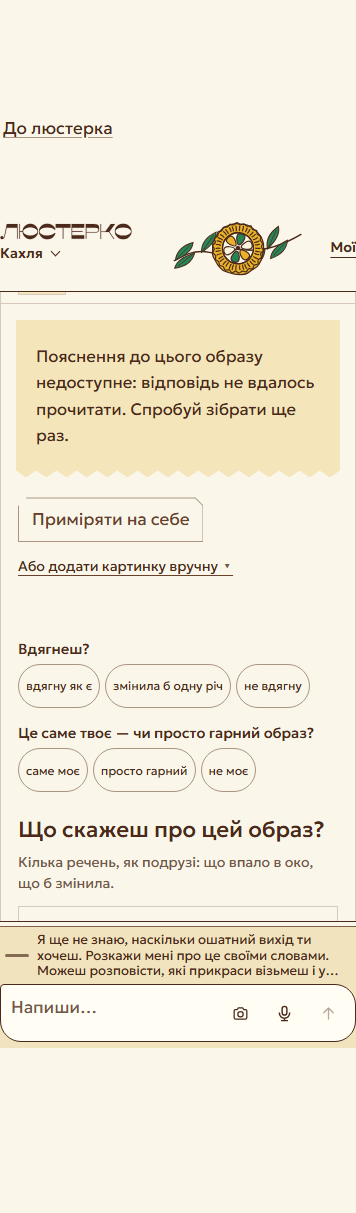 До люстерка
ЛЮСТЕРКО
Кахля
Мої
Пояснення до цього образу
недоступне: відповідь не вдалось
прочитати. Спробуй зібрати ще
раз.
Приміряти на себе
Або додати картинку вручну
Вдягнеш?
вдягну як є
змінила б одну річ
не вдягну
Це саме твоє — чи просто гарний образ?
саме моє
просто гарний
не моє
Що скажеш про цей образ?
Кілька речень, як подрузі: що впало в око,
що б змінила.
Я ще не знаю, наскільки ошатний вихід ти
хочеш. Розкажи мені про це своїми словами.
Можеш розповісти, які прикраси візьмеш і у…
Напиши…